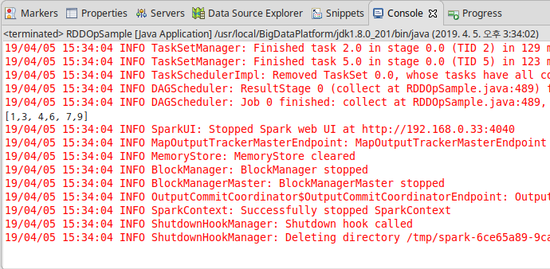 Markers Properties Servers Data Source Explorer Snippets Console Progress
<terminated> RDDOpSample [Java Application] /usr/local/BigDataPlatform/jdk1.8.0_201/bin/java (2019. 4. 5. 오후 3:34:02)
19/04/05 15:34:04 INFO TaskSetManager: Finished task 2.0 in stage 0.0 (TID 2) in 129 m
19/04/05 15:34:04 INFO TaskSetManager: Finished task 5.0 in stage 0.0 (TID 5) in 123 m
19/04/05 15:34:04 INFO TaskSchedulerImpl: Removed TaskSet 0.0, whose tasks have all co
19/04/05 15:34:04 INFO DAGScheduler: ResultStage 0 (collect at RDDOpSample.java:489) f
19/04/05 15:34:04 INFO DAGScheduler: Job 0 finished: collect at RDDOpSample.java:489,
[1,3, 4,6, 7,9]
19/04/05 15:34:04 INFO SparkUI: Stopped Spark web UI at http://192.168.0.33:4040
19/04/05 15:34:04 INFO MapOutputTrackerMasterEndpoint: MapOutputTrackerMasterEndpoint
19/04/05 15:34:04 INFO MemoryStore: MemoryStore cleared
19/04/05 15:34:04 INFO BlockManager: BlockManager stopped
19/04/05 15:34:04 INFO BlockManagerMaster: BlockManagerMaster stopped
19/04/05 15:34:04 INFO OutputCommitCoordinator$OutputCommitCoordinatorEndpoint: Output
19/04/05 15:34:04 INFO SparkContext: Successfully stopped SparkContext
19/04/05 15:34:04 INFO ShutdownHookManager: Shutdown hook called
19/04/05 15:34:04 INFO ShutdownHookManager: Deleting directory /tmp/spark-6ce65a89-9ca